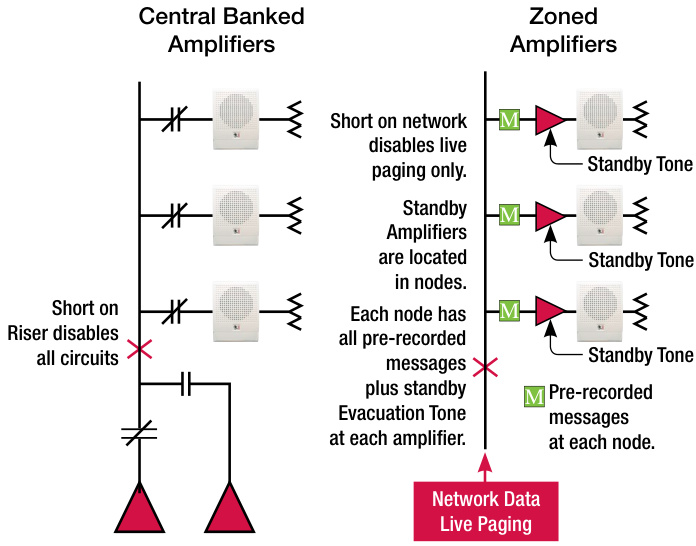 Central Banked
Amplifiers
Short on
Riser disables
all circuits
Zoned
Amplifiers
Short on network
disables live
paging only.
Standby
Amplifiers
are located
in nodes.
Each node has
all pre-recorded
messages
plus standby
Evacuation Tone
at each amplifier.
M
Standby Tone
M
Standby Tone
M
Standby Tone
M Pre-recorded
messages
at each node.
Network Data
Live Paging